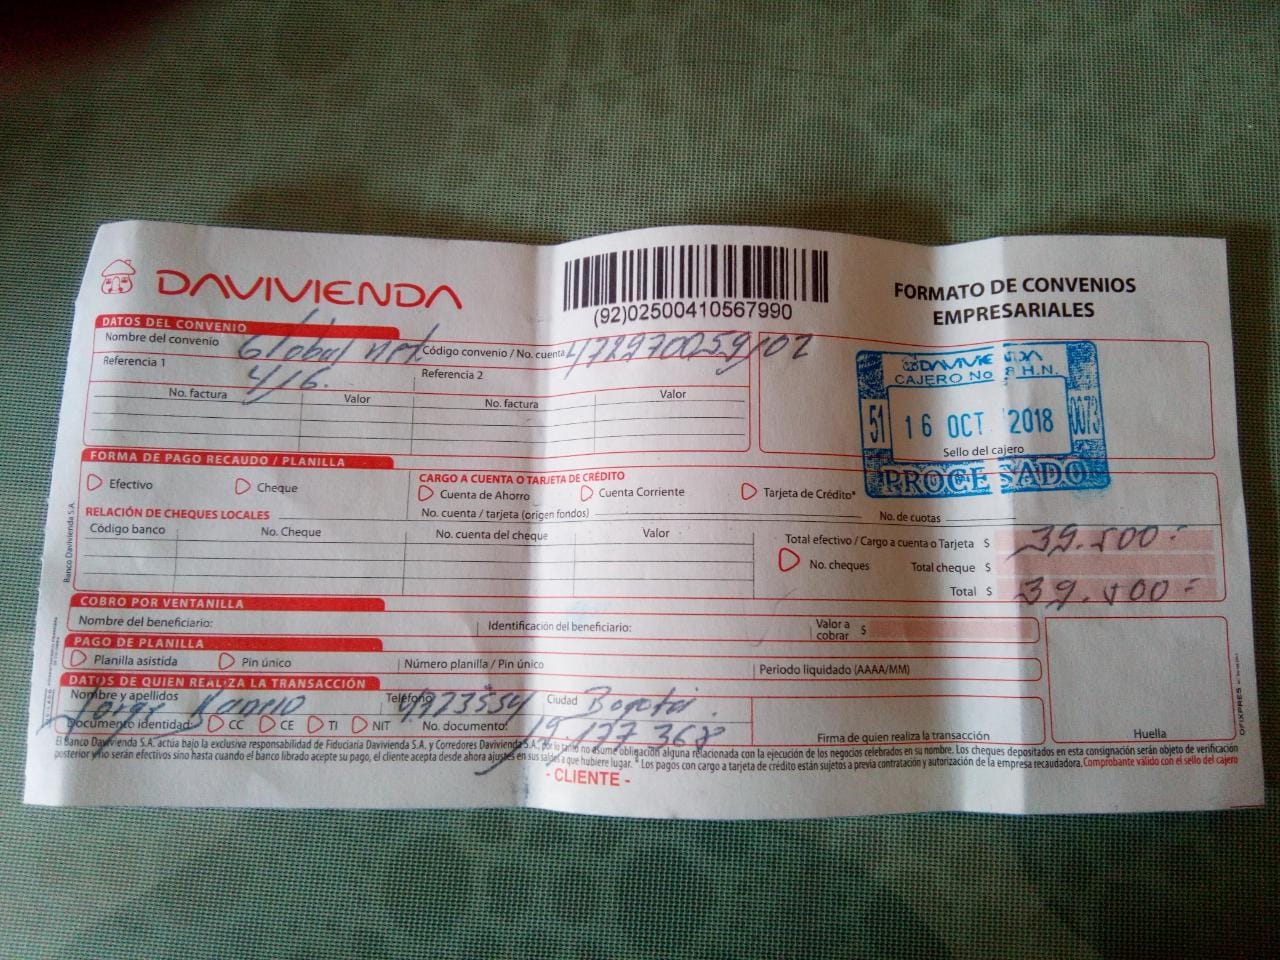 DAVIVIENDA
(92)02500410567990
FORMATO DE CONVENIOS
EMPRESARIALES
DATOS DEL CONVENIO
Nombre del convenio Global net Código convenio / No. cuenta
Referencia 1 416. Referencia 2
No. factura Valor No. factura Valor
DAVIVIENDA
CAJERO No 8 H.N.
51 16 OCT 2018 0073
Sello del cajero
PROCESADO
FORMA DE PAGO RECAUDO / PLANILLA
Efectivo Cheque
CARGO A CUENTA O TARJETA DE CRÉDITO
Cuenta de Ahorro Cuenta Corriente Tarjeta de Crédito*
No. cuenta / tarjeta (origen fondos) No. de cuotas
RELACIÓN DE CHEQUES LOCALES
Código banco No. Cheque No. cuenta del cheque Valor
Total efectivo / Cargo a cuenta o Tarjeta $ 39.500.-
No. cheques Total cheque $
Total $ 39.500.-
COBRO POR VENTANILLA
Nombre del beneficiario: Identificación del beneficiario: Valor a cobrar $
PAGO DE PLANILLA
Planilla asistida Pin único Número planilla / Pin único Periodo liquidado (AAAA/MM)
DATOS DE QUIEN REALIZA LA TRANSACCIÓN
Nombre y apellidos Jorge Teléfono Ciudad Bogotá.
Documento identidad: CC CE TI NIT No. documento: 19 177 368
Firma de quien realiza la transacción Huella
El Banco Davivienda S.A. actúa bajo la exclusiva responsabilidad de Fiduciaria Davivienda S.A. y Corredores Davivienda S.A., por lo tanto no asume obligación alguna relacionada con la ejecución de los negocios celebrados en su nombre. Los cheques depositados en esta consignación serán objeto de verificación
posterior y no serán efectivos sino hasta cuando el banco librado acepte su pago, el cliente acepta desde ahora ajustes en sus saldos a que hubiere lugar. * Los pagos con cargo a tarjeta de crédito están sujetos a previa contratación y autorización de la empresa recaudadora. Comprobante válido con el sello del cajero
- CLIENTE -
Banco Davivienda S.A.
OFIXPRES